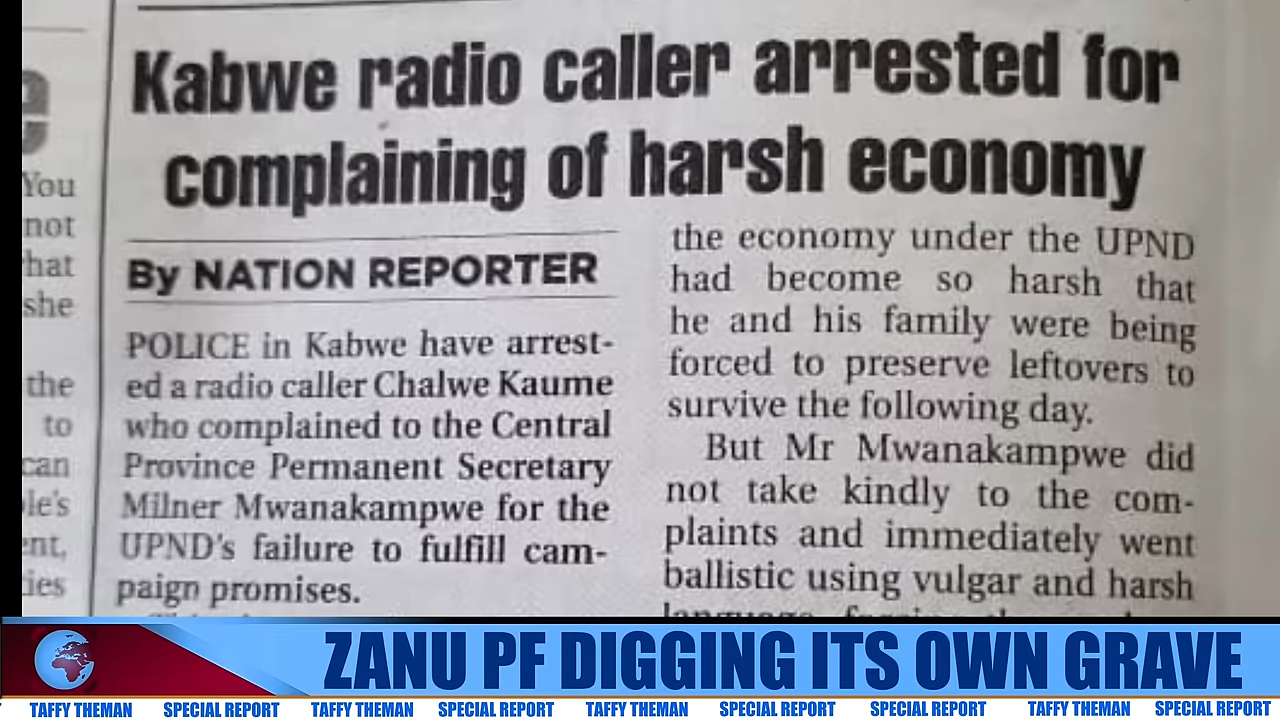 Kabwe radio caller arrested for
complaining of harsh economy
You
not
hat
she
the
to
can
le's
ent,
ies
By NATION REPORTER
POLICE in Kabwe have arrest-
ed a radio caller Chalwe Kaume
who complained to the Central
Province Permanent Secretary
Milner Mwanakampwe for the
UPND's failure to fulfill cam-
paign promises.
the economy under the UPND
had become so harsh that
he and his family were being
forced to preserve leftovers to
survive the following day.
But Mr Mwanakampwe did
not take kindly to the com-
plaints and immediately went
ballistic using vulgar and harsh
ZANU PF DIGGING ITS OWN GRAVE
TAFFY THEMAN SPECIAL REPORT TAFFY THEMAN SPECIAL REPORT TAFFY THEMAN SPECIAL REPORT SPECIAL REPORT TAFFY THEMAN SPECIAL REPORT